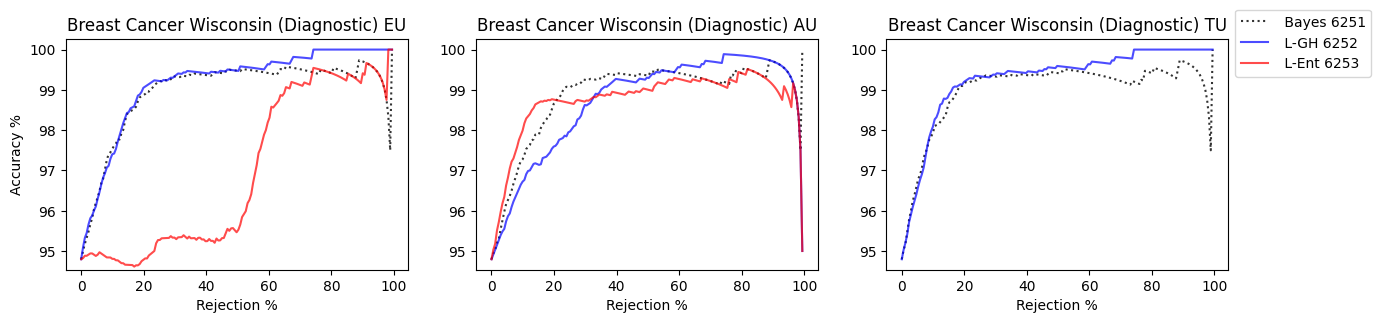 Breast Cancer Wisconsin (Diagnostic) EU
100
99
98
97
96
95
Accuracy %
0 20 40 60 80 100
Rejection %
Breast Cancer Wisconsin (Diagnostic) AU
100
99
98
97
96
95
0 20 40 60 80 100
Rejection %
Breast Cancer Wisconsin (Diagnostic) TU
100
99
98
97
96
95
0 20 40 60 80 100
Rejection %
Bayes 6251
L-GH 6252
L-Ent 6253